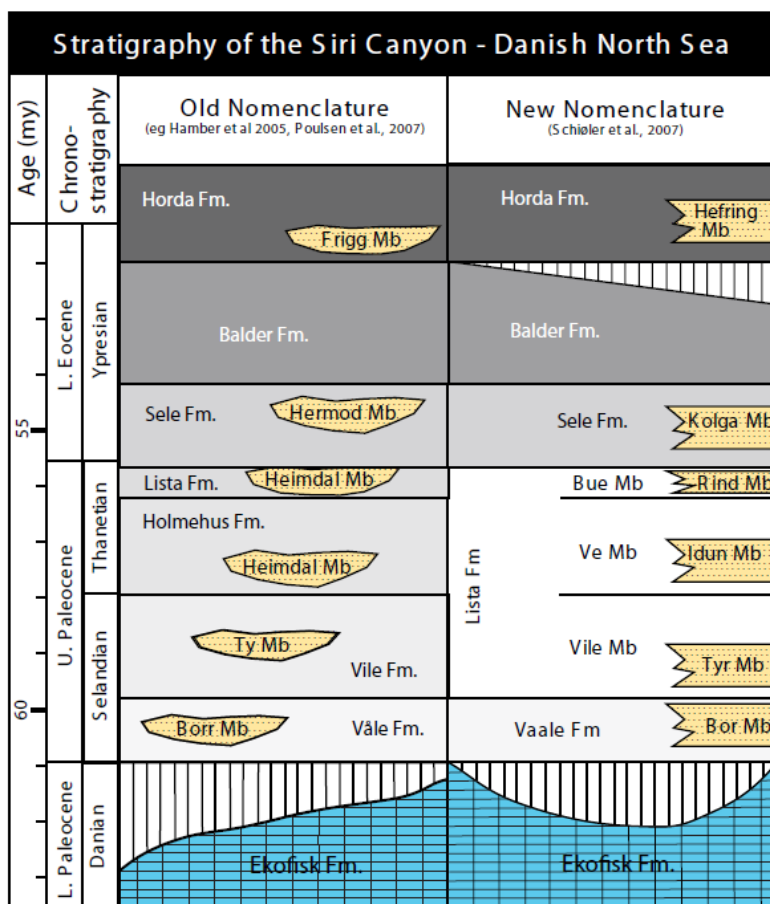 Stratigraphy of the Siri Canyon - Danish North Sea
Age (my)
Chrono-
stratigraphy
Old Nomenclature
(eg Hamber et al 2005, Poulsen et al., 2007)
New Nomenclature
(Schiøler et al., 2007)
Horda Fm.
Frigg Mb
Horda Fm.
Hefring
Mb
L. Eocene
Ypresian
Balder Fm.
Balder Fm.
55
Sele Fm.
Hermod Mb
Sele Fm.
Kolga Mb
U. Paleocene
Thanetian
Lista Fm.
Heimdal Mb
Lista Fm
Bue Mb
Rind Mb
Holmehus Fm.
Heimdal Mb
Ve Mb
Idun Mb
Selandian
Ty Mb
Vile Fm.
Vile Mb
Tyr Mb
60
Borr Mb
Våle Fm.
Vaale Fm
Bor Mb
L. Paleocene
Danian
Ekofisk Fm.
Ekofisk Fm.